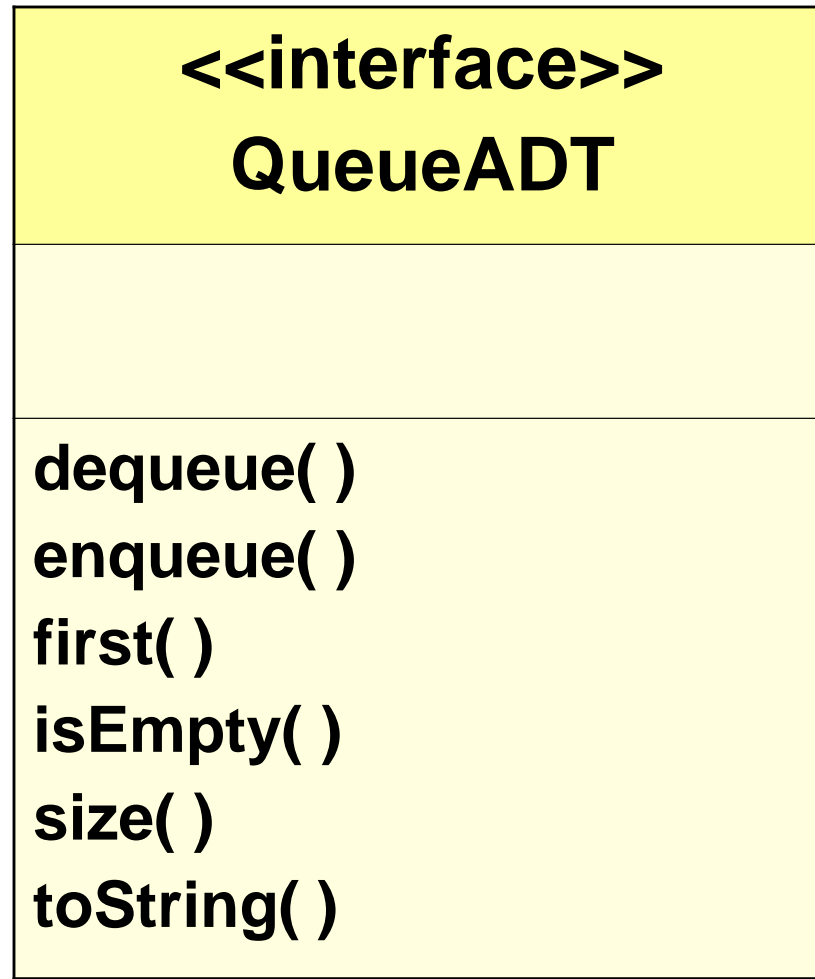 <<interface>>
QueueADT
dequeue( )
enqueue( )
first( )
isEmpty( )
size( )
toString( )